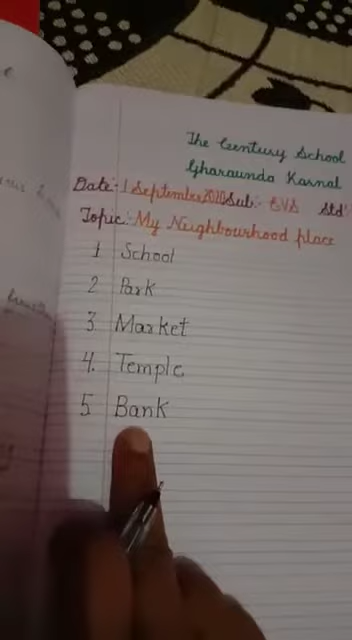 The Century School
Gharaunda Karnal
Date:- 1 September 2020 Sub:- EVS Std:
Topic:- My Neighbourhood place
1 School
2 Park
3. Market
4. Temple
5 Bank